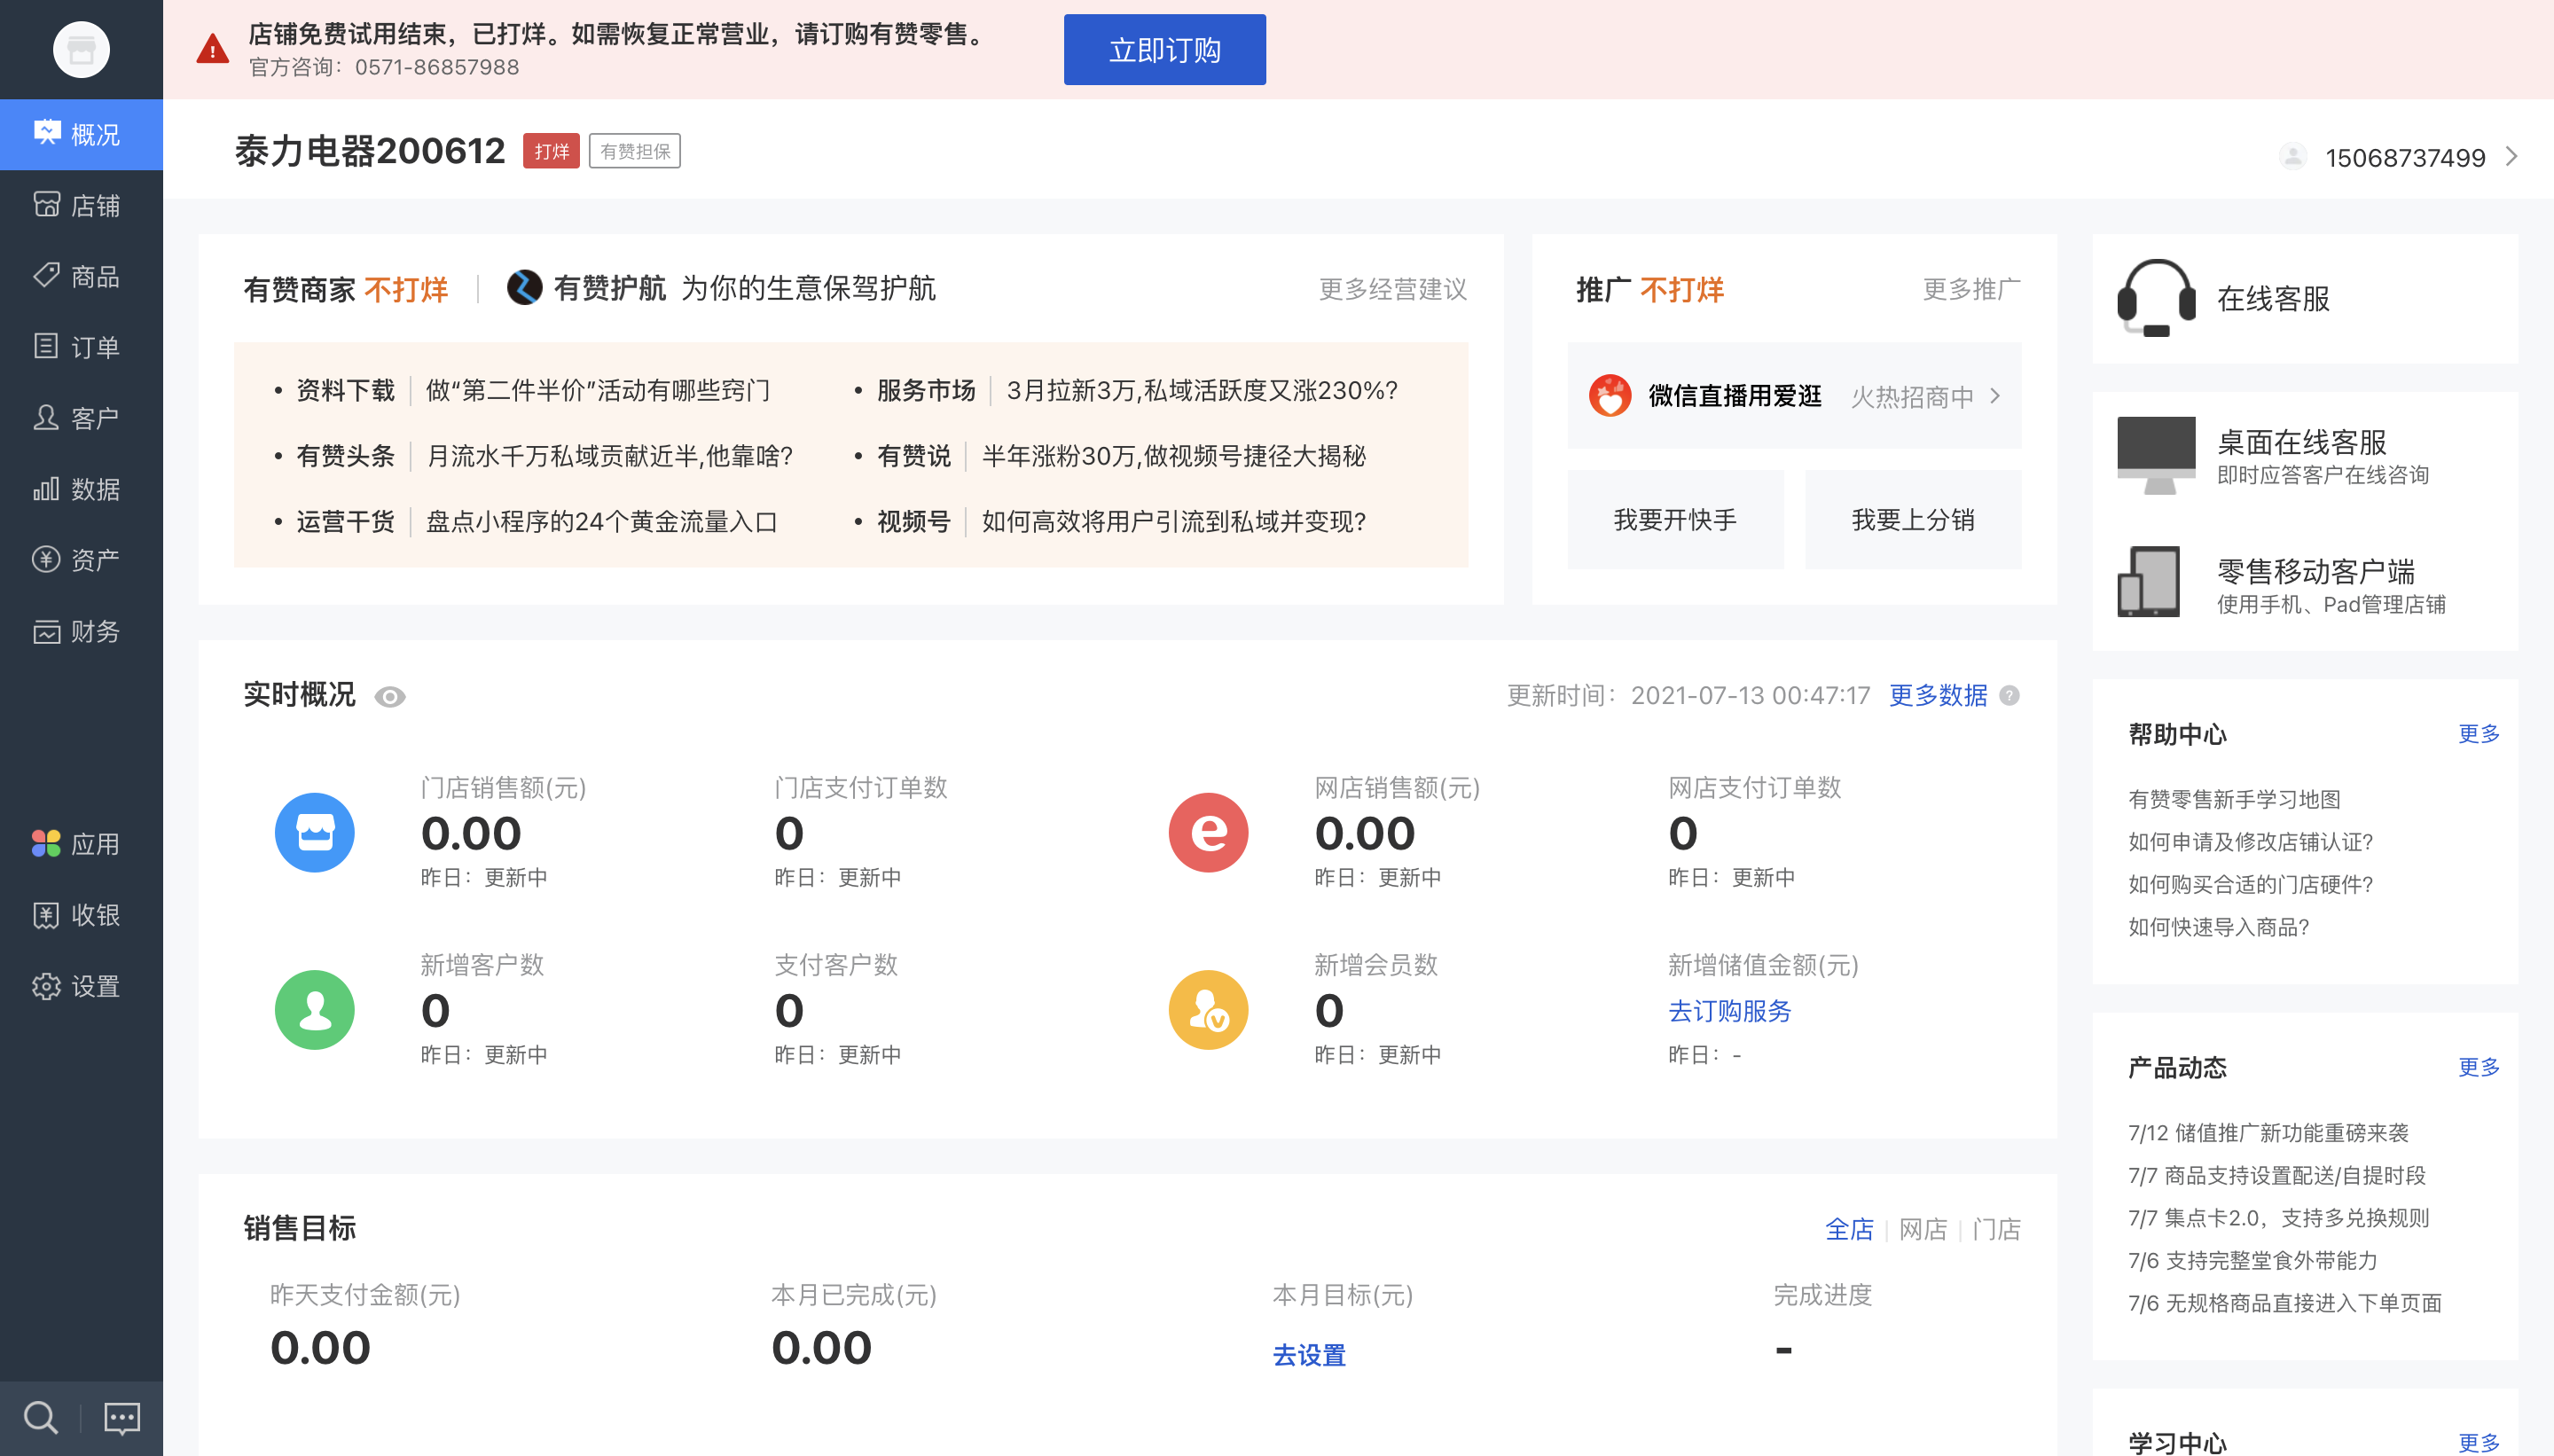 店铺免费试用结束，已打烊。如需恢复正常营业，请订购有赞零售。
官方咨询：0571-86857988
立即订购
概况
店铺
商品
订单
客户
数据
资产
财务
应用
收银
设置
泰力电器200612 打烊 有赞担保
15068737499
有赞商家 不打烊 有赞护航 为你的生意保驾护航 更多经营建议
• 资料下载 做“第二件半价”活动有哪些窍门
• 服务市场 3月拉新3万,私域活跃度又涨230%?
• 有赞头条 月流水千万私域贡献近半,他靠啥?
• 有赞说 半年涨粉30万,做视频号捷径大揭秘
• 运营干货 盘点小程序的24个黄金流量入口
• 视频号 如何高效将用户引流到私域并变现?
推广 不打烊 更多推广
微信直播用爱逛 火热招商中
我要开快手 我要上分销
实时概况 更新时间：2021-07-13 00:47:17 更多数据 ?
门店销售额(元)
0.00
昨日：更新中
门店支付订单数
0
昨日：更新中
e
网店销售额(元)
0.00
昨日：更新中
网店支付订单数
0
昨日：更新中
新增客户数
0
昨日：更新中
支付客户数
0
昨日：更新中
新增会员数
0
昨日：更新中
新增储值金额(元)
去订购服务
昨日：-
销售目标 全店 网店 门店
昨天支付金额(元)
0.00
本月已完成(元)
0.00
本月目标(元)
去设置
完成进度
-
在线客服
桌面在线客服
即时应答客户在线咨询
零售移动客户端
使用手机、Pad管理店铺
帮助中心 更多
有赞零售新手学习地图
如何申请及修改店铺认证?
如何购买合适的门店硬件?
如何快速导入商品?
产品动态 更多
7/12 储值推广新功能重磅来袭
7/7 商品支持设置配送/自提时段
7/7 集点卡2.0，支持多兑换规则
7/6 支持完整堂食外带能力
7/6 无规格商品直接进入下单页面
学习中心 更多